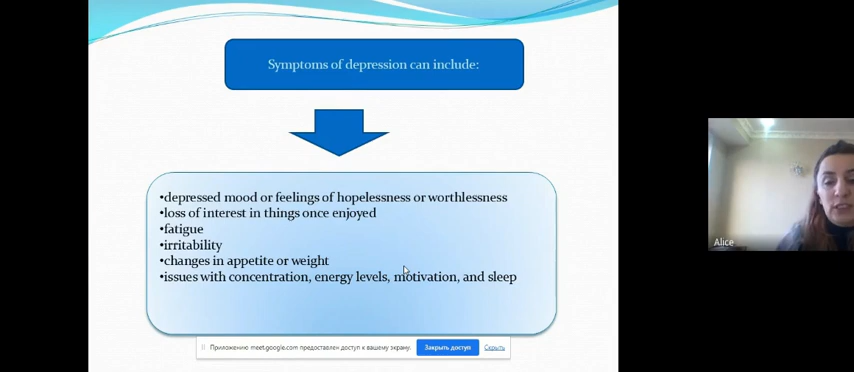 Symptoms of depression can include:
•depressed mood or feelings of hopelessness or worthlessness
•loss of interest in things once enjoyed
•fatigue
•irritability
•changes in appetite or weight
•issues with concentration, energy levels, motivation, and sleep
Alice
Приложению meet.google.com предоставлен доступ к вашему экрану. Закрыть доступ Скрыть